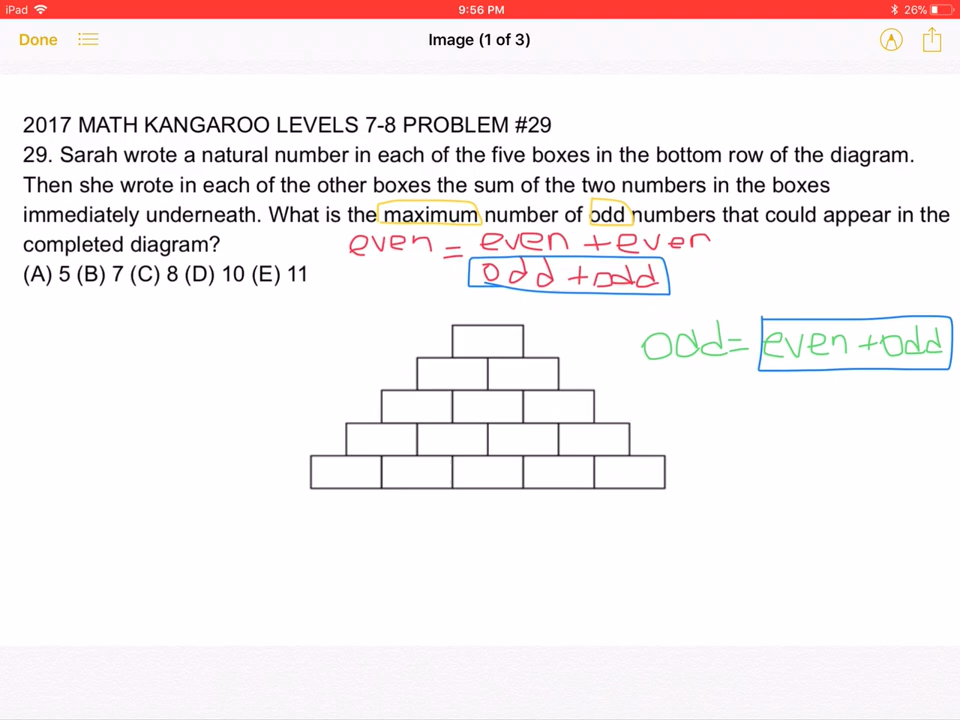 iPad 9:56 PM 26%
Done Image (1 of 3)
2017 MATH KANGAROO LEVELS 7-8 PROBLEM #29
29. Sarah wrote a natural number in each of the five boxes in the bottom row of the diagram.
Then she wrote in each of the other boxes the sum of the two numbers in the boxes
immediately underneath. What is the maximum number of odd numbers that could appear in the
completed diagram?
even = even + even
(A) 5 (B) 7 (C) 8 (D) 10 (E) 11
odd + odd
odd = even + odd